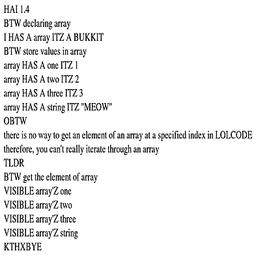 HAI 1.4
BTW declaring array
I HAS A array ITZ A BUKKIT
BTW store values in array
array HAS A one ITZ 1
array HAS A two ITZ 2
array HAS A three ITZ 3
array HAS A string ITZ "MEOW"
OBTW
there is no way to get an element of an array at a specified index in LOLCODE
therefore, you can't really iterate through an array
TLDR
BTW get the element of array
VISIBLE array'Z one
VISIBLE array'Z two
VISIBLE array'Z three
VISIBLE array'Z string
KTHXBYE